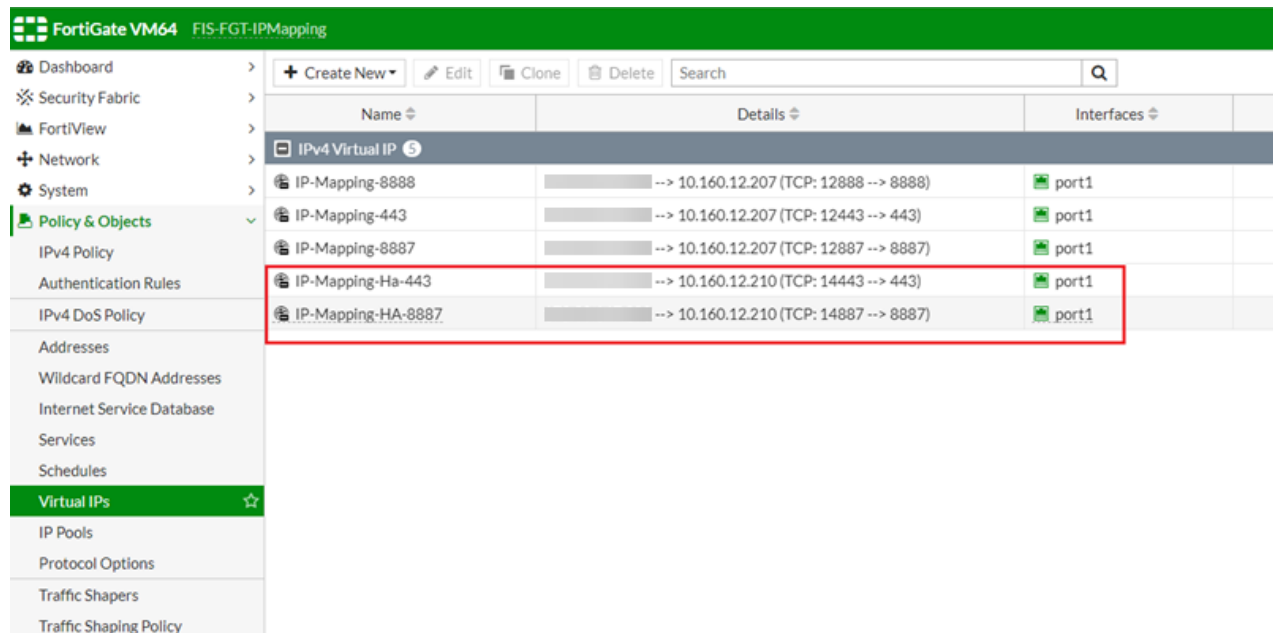 FortiGate VM64 FIS-FGT-IPMapping
Dashboard
Security Fabric
FortiView
Network
System
Policy & Objects
IPv4 Policy
Authentication Rules
IPv4 DoS Policy
Addresses
Wildcard FQDN Addresses
Internet Service Database
Services
Schedules
Virtual IPs
IP Pools
Protocol Options
Traffic Shapers
Traffic Shaping Policy
+ Create New Edit Clone Delete Search
Name Details Interfaces
IPv4 Virtual IP 5
IP-Mapping-8888 --> 10.160.12.207 (TCP: 12888 --> 8888) port1
IP-Mapping-443 --> 10.160.12.207 (TCP: 12443 --> 443) port1
IP-Mapping-8887 --> 10.160.12.207 (TCP: 12887 --> 8887) port1
IP-Mapping-Ha-443 --> 10.160.12.210 (TCP: 14443 --> 443) port1
IP-Mapping-HA-8887 --> 10.160.12.210 (TCP: 14887 --> 8887) port1